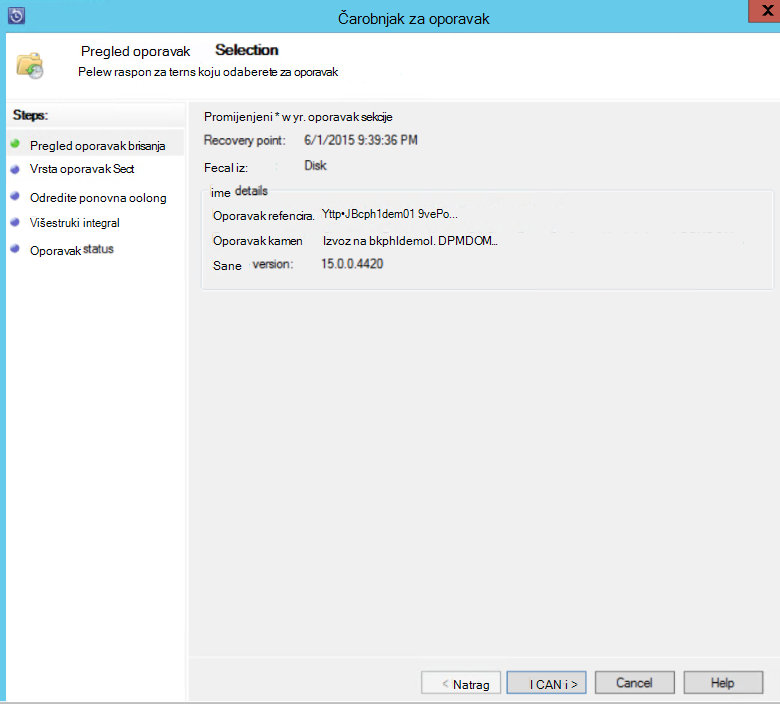 Čarobnjak za oporavak
X
Pregled oporavak Selection
Pelew raspon za terns koju odaberete za oporavak
Steps:
Pregled oporavak brisanja
Vrsta oporavak Sect
Odredite ponovna oolong
Višestruki integral
Oporavak status
Promijenjeni * w yr. oporavak sekcije
Recovery point: 6/1/2015 9:39:36 PM
Fecal iz: Disk
ime details
Oporavak refencira. Yttp•JBcph1dem01 9vePo...
Oporavak kamen Izvoz na bkphldemol. DPMDOM...
Sane version: 15.0.0.4420
< Natrag
I CAN i >
Cancel
Help